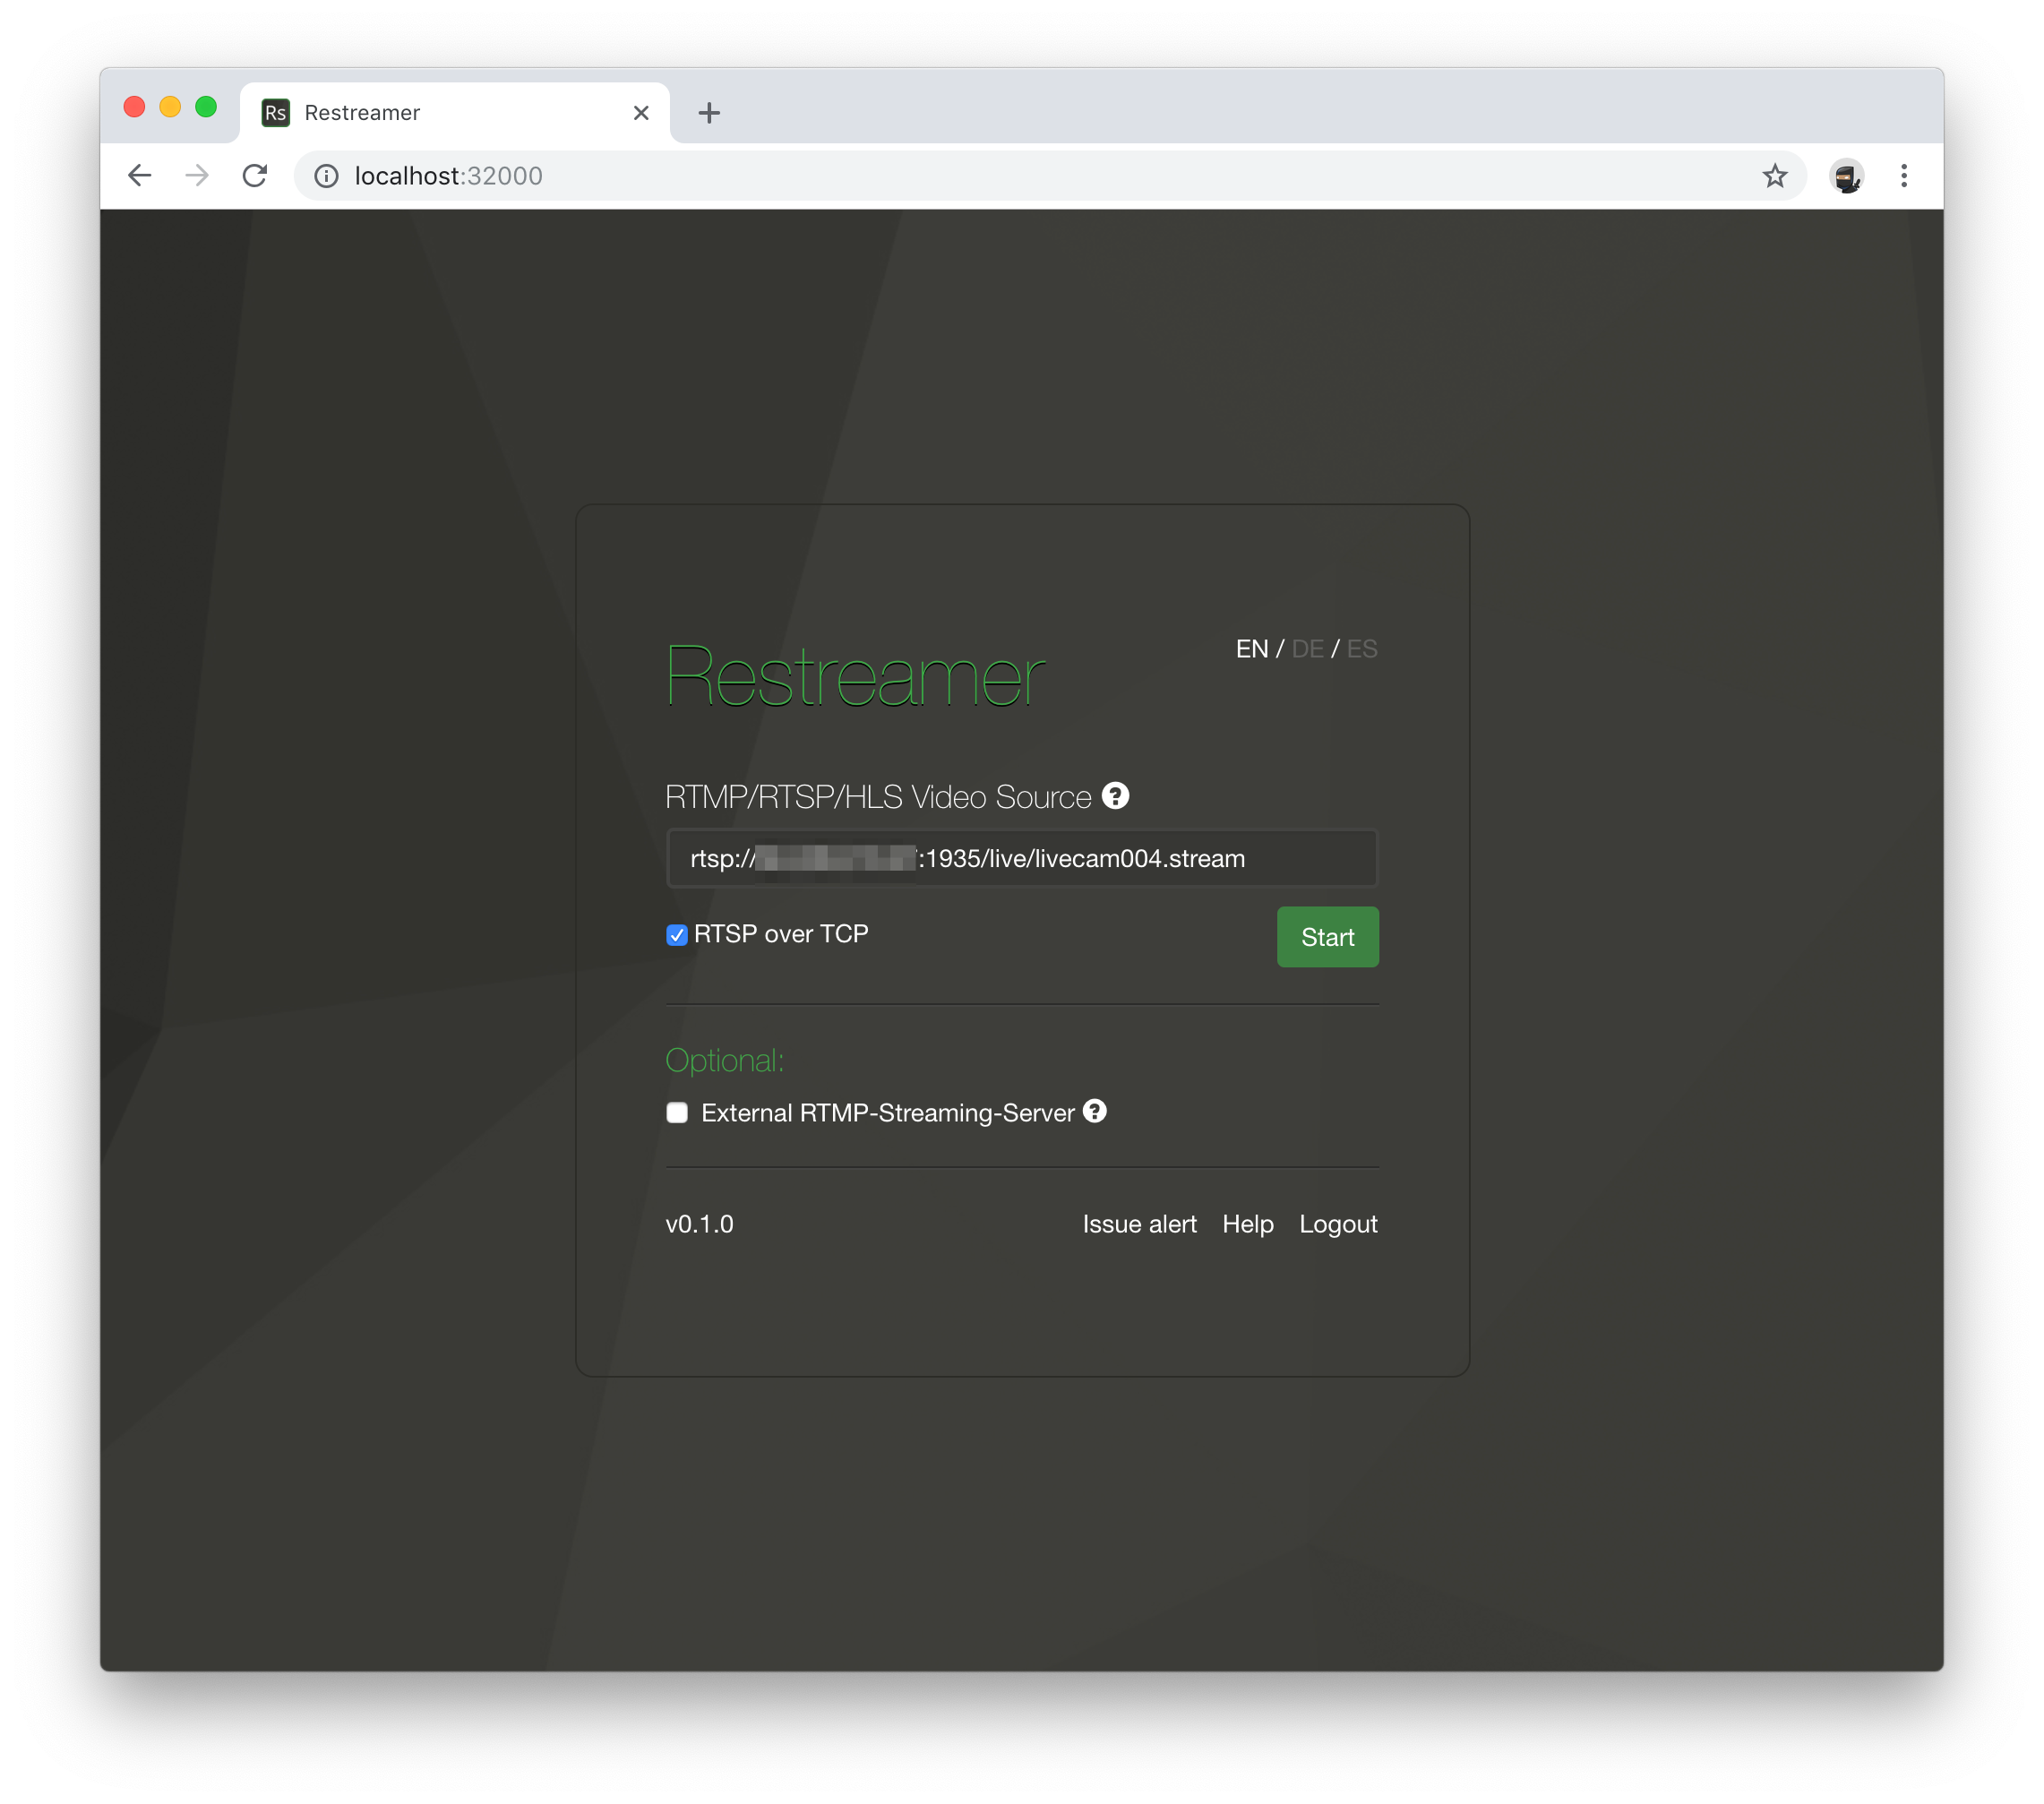 Rs Restreamer
localhost:32000
Restreamer
EN / DE / ES
RTMP/RTSP/HLS Video Source ?
rtsp:// :1935/live/livecam004.stream
RTSP over TCP
Start
Optional:
External RTMP-Streaming-Server ?
v0.1.0 Issue alert Help Logout